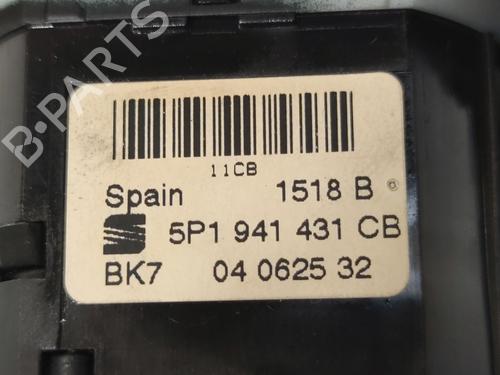 B-PARTS
11CB
Spain 1518 B
5P1 941 431 CB
BK7 04 0625 32